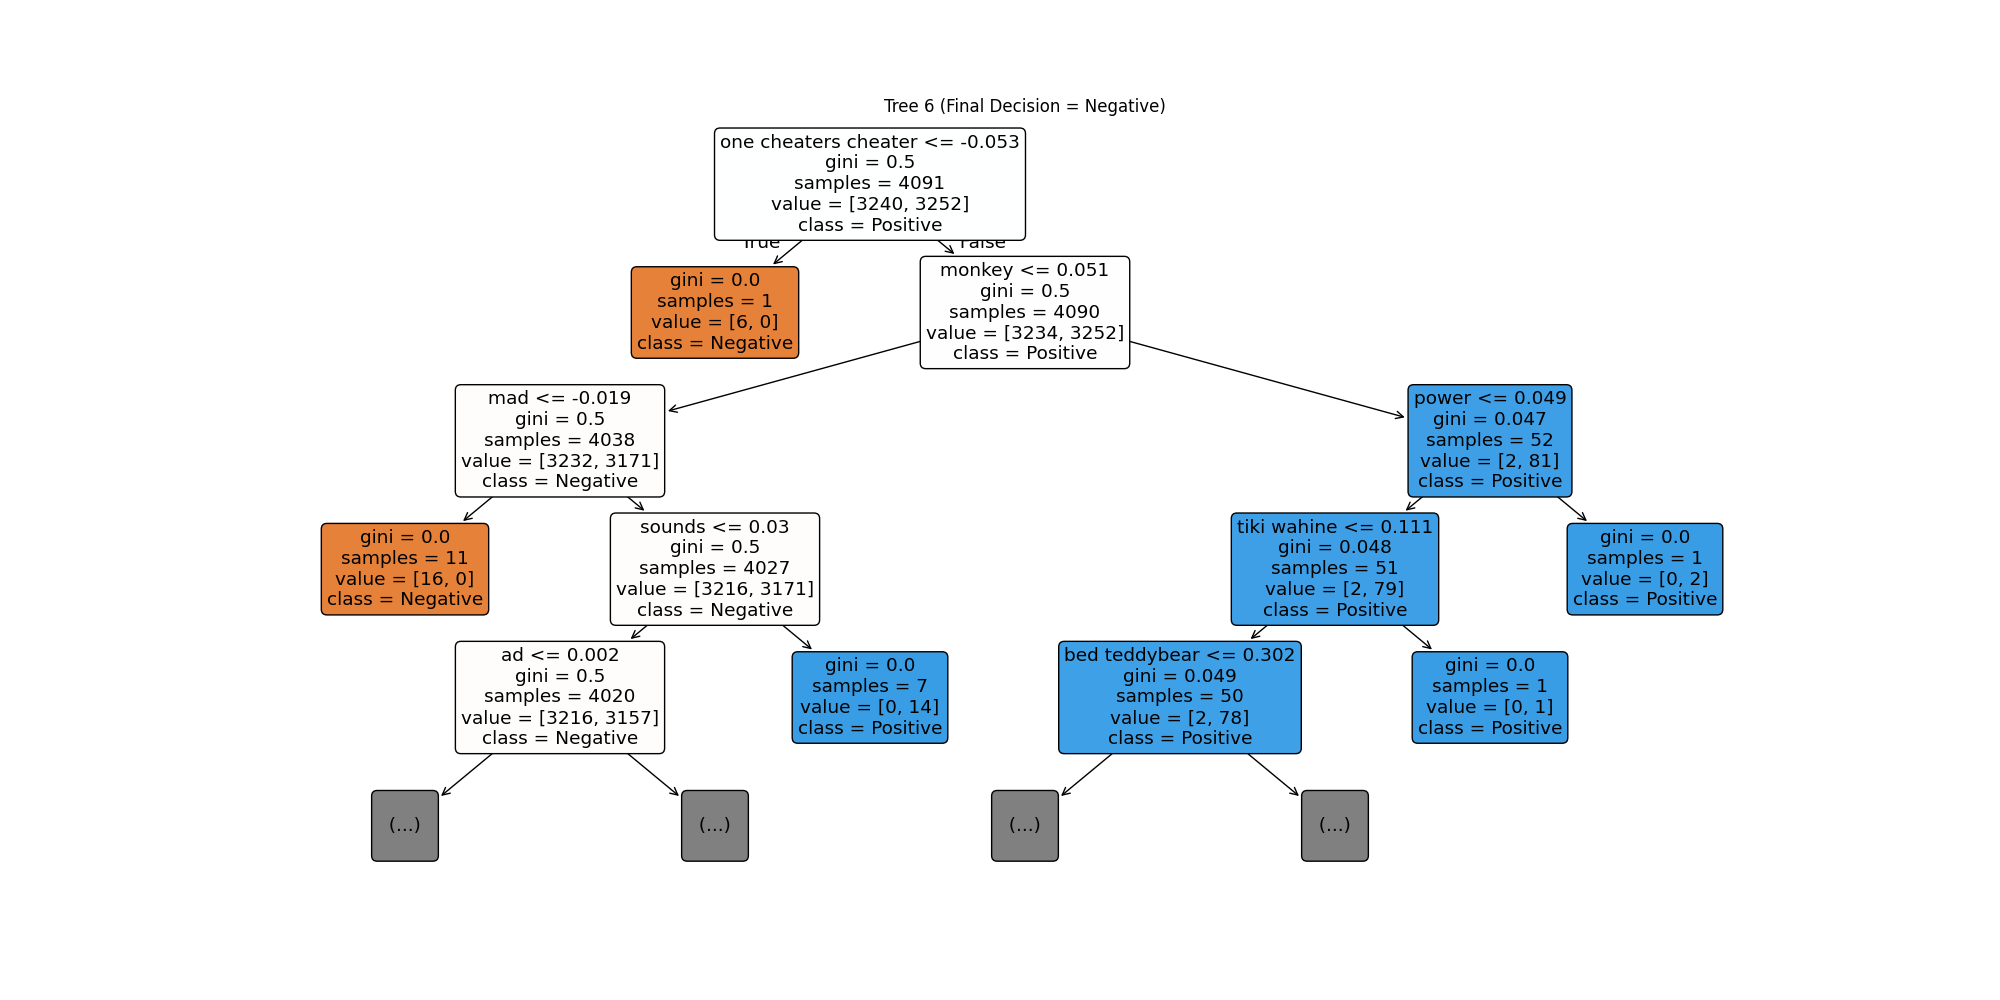 Tree 6 (Final Decision = Negative)
one cheaters cheater <= -0.053
gini = 0.5
samples = 4091
value = [3240, 3252]
class = Positive
True
False
gini = 0.0
samples = 1
value = [6, 0]
class = Negative
monkey <= 0.051
gini = 0.5
samples = 4090
value = [3234, 3252]
class = Positive
mad <= -0.019
gini = 0.5
samples = 4038
value = [3232, 3171]
class = Negative
power <= 0.049
gini = 0.047
samples = 52
value = [2, 81]
class = Positive
gini = 0.0
samples = 11
value = [16, 0]
class = Negative
sounds <= 0.03
gini = 0.5
samples = 4027
value = [3216, 3171]
class = Negative
tiki wahine <= 0.111
gini = 0.048
samples = 51
value = [2, 79]
class = Positive
gini = 0.0
samples = 1
value = [0, 2]
class = Positive
ad <= 0.002
gini = 0.5
samples = 4020
value = [3216, 3157]
class = Negative
gini = 0.0
samples = 7
value = [0, 14]
class = Positive
bed teddybear <= 0.302
gini = 0.049
samples = 50
value = [2, 78]
class = Positive
gini = 0.0
samples = 1
value = [0, 1]
class = Positive
(...)
(...)
(...)
(...)